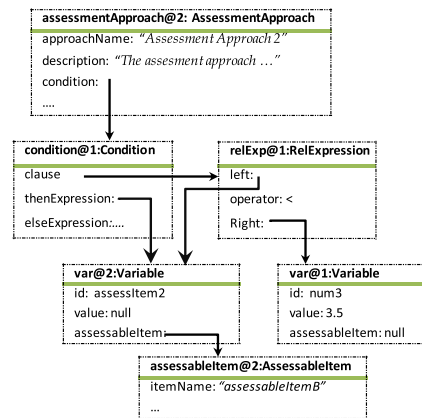 assessmentApproach@2: AssessmentApproach
approachName: “Assessment Approach 2”
description: “The assesment approach …”
condition:
....
condition@1:Condition
clause
thenExpression:
elseExpression:....
relExp@1:RelExpression
left:
operator: <
Right:
var@2:Variable
id: assessItem2
value: null
assessableItem:
var@1:Variable
id: num3
value: 3.5
assessableItem: null
assessableItem@2:AssessableItem
itemName: “assessableItemB”
...